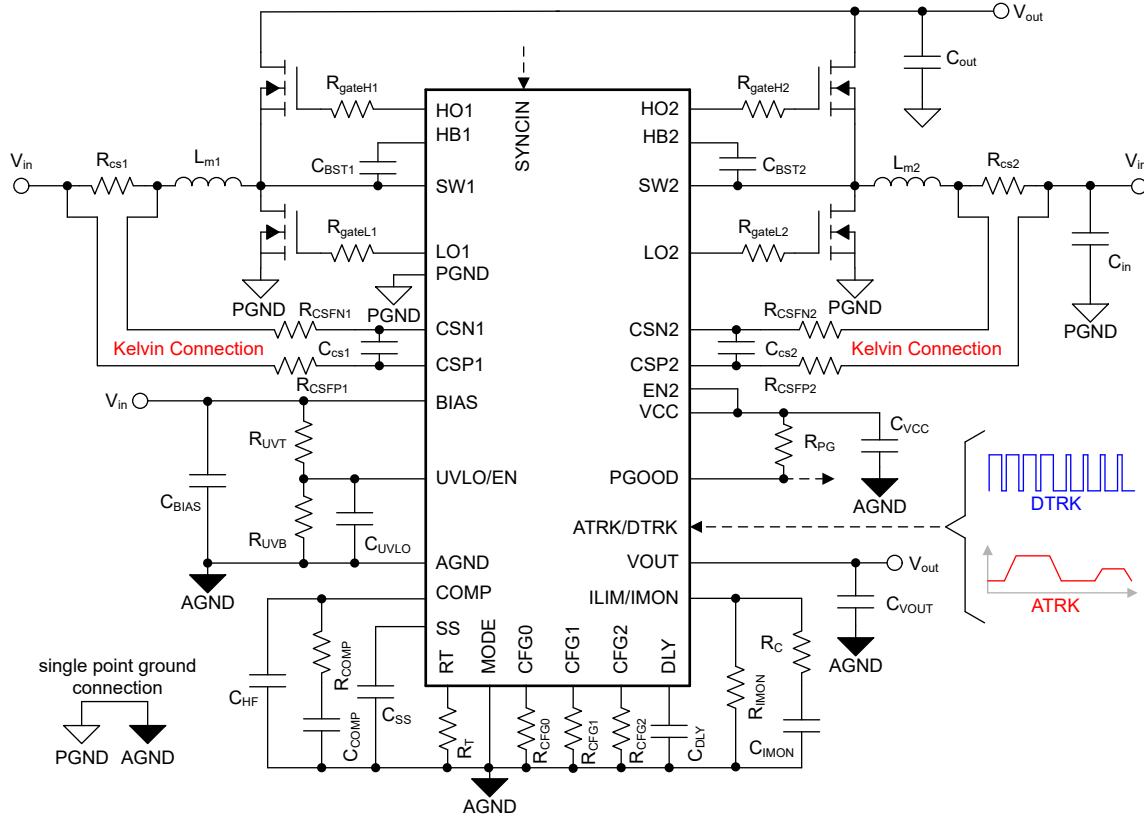 Vout
Cout
RgateH1
HO1
HB1
SYNCIN
HO2
HB2
RgateH2
Vin
Rcs1
Lm1
CBST1
SW1
SW2
CBST2
Lm2
Rcs2
Vin
RgateL1
LO1
PGND
LO2
RgateL2
Cin
PGND
PGND
PGND
PGND
RCSFN1
CSN1
CSN2
RCSFN2
Kelvin Connection
Ccs1
Ccs2
Kelvin Connection
CSP1
CSP2
RCSFP1
RCSFP2
EN2
Vin
BIAS
VCC
CVCC
RUVT
RPG
CBIAS
UVLO/EN
PGOOD
AGND
DTRK
RUVB
CUVLO
ATRK/DTRK
AGND
VOUT
Vout
AGND
COMP
ILIM/IMON
CVOUT
ATRK
SS
AGND
RT
MODE
CFG0
CFG1
CFG2
DLY
RC
single point ground
connection
CHF
RCOMP
CCOMP
CSS
RT
RCFG0
RCFG1
RCFG2
CDLY
RIMON
CIMON
PGND
AGND
AGND